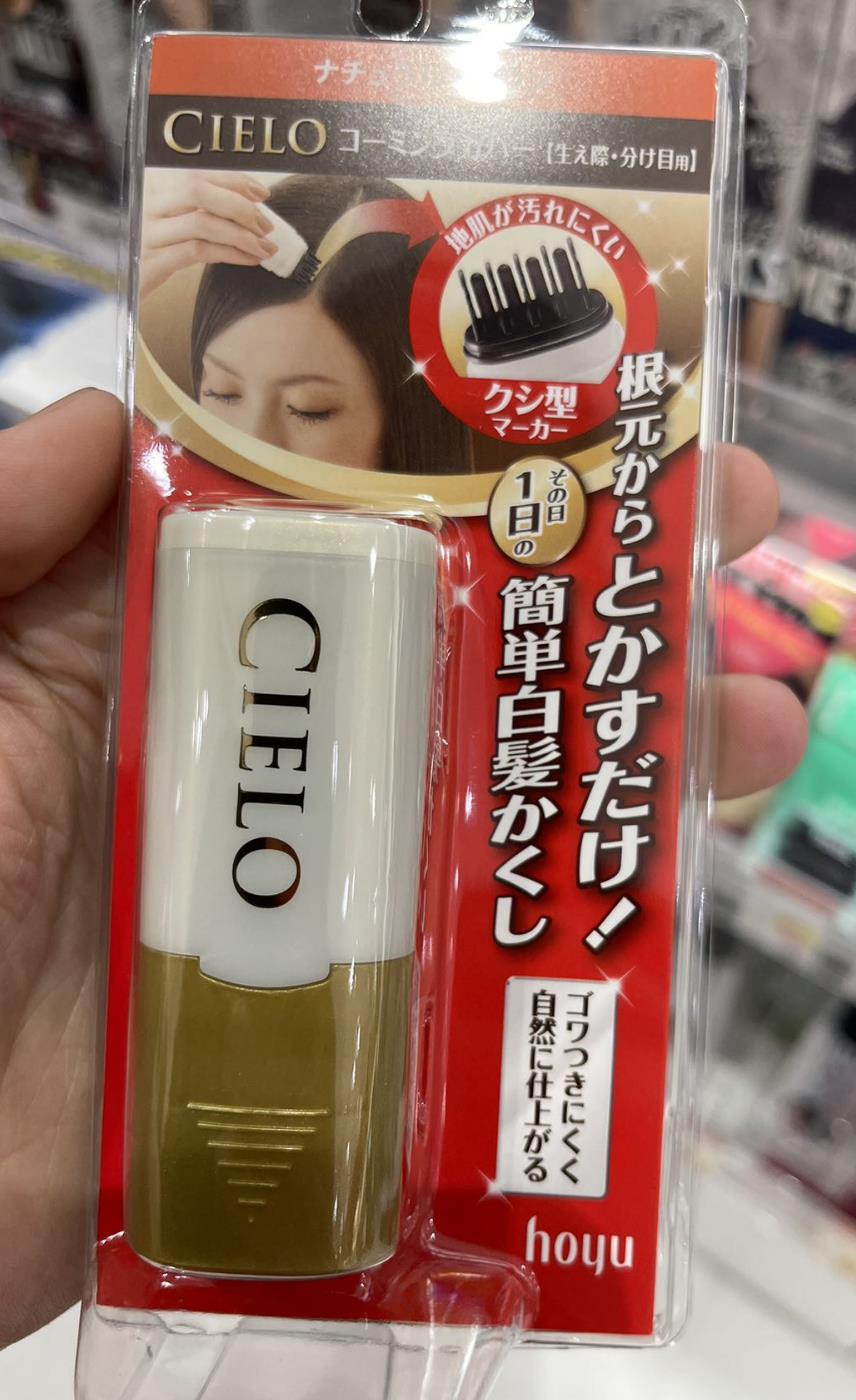 CIELO コーミングカバー【生え際・分け目用】
地肌が汚れにくい
クシ型
マーカー
根元からとかすだけ！
その日
1日の
簡単白髪かくし
CIELO
ゴワつきにくく
自然に仕上がる
hoyu